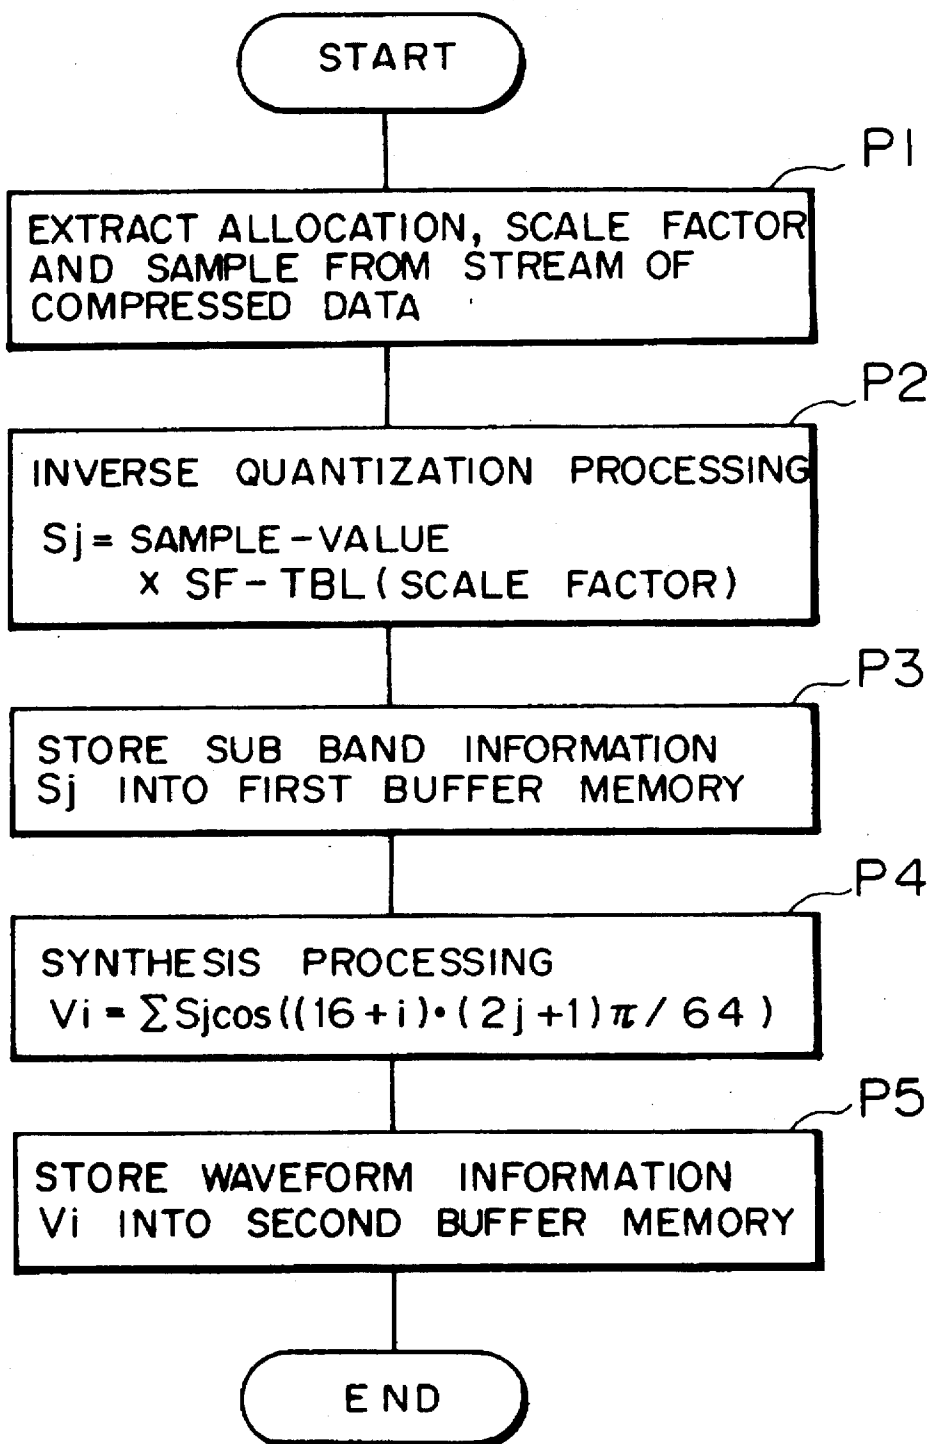 START
P1
EXTRACT ALLOCATION, SCALE FACTOR
AND SAMPLE FROM STREAM OF
COMPRESSED DATA
P2
INVERSE QUANTIZATION PROCESSING
Sj = SAMPLE-VALUE
× SF-TBL (SCALE FACTOR)
P3
STORE SUB BAND INFORMATION
Sj INTO FIRST BUFFER MEMORY
P4
SYNTHESIS PROCESSING
Vi = ΣSjcos((16+i)•(2j+1)π/64)
P5
STORE WAVEFORM INFORMATION
Vi INTO SECOND BUFFER MEMORY
END